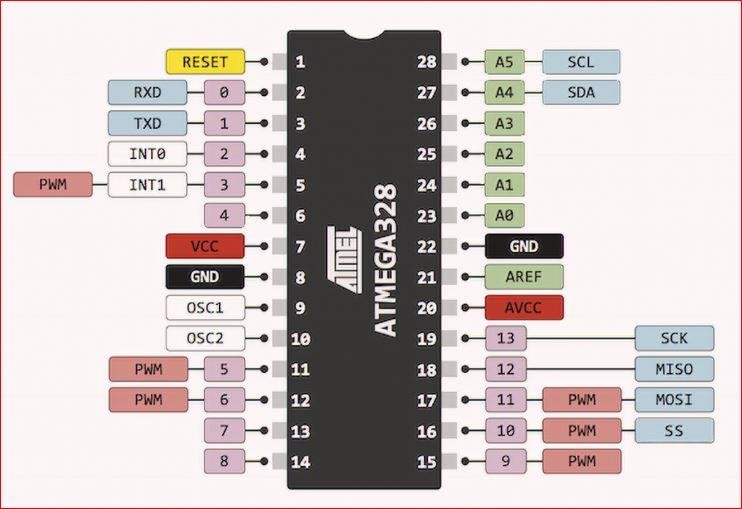 RESET 1 28 A5 SCL
RXD 0 2 27 A4 SDA
TXD 1 3 26 A3
INT0 2 4 25 A2
PWM INT1 3 5 24 A1
4 6 23 A0
VCC 7 22 GND
GND 8 21 AREF
OSC1 9 20 AVCC
OSC2 10 19 13 SCK
PWM 5 11 18 12 MISO
PWM 6 12 17 11 PWM MOSI
7 13 16 10 PWM SS
8 14 15 9 PWM
ATMEL
ATMEGA328